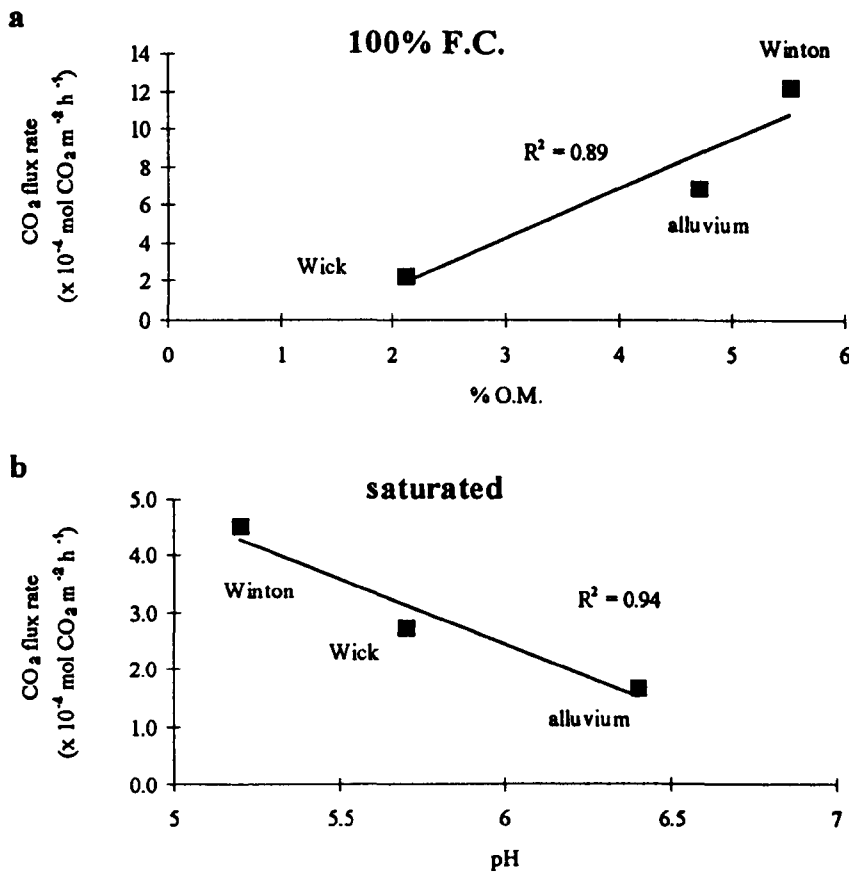 a
100% F.C.
CO₂ flux rate
(x 10⁻⁴ mol CO₂ m⁻² h⁻¹)
14
12
10
8
6
4
2
0
Winton
R² = 0.89
alluvium
Wick
0 1 2 3 4 5 6
% O.M.
b
saturated
CO₂ flux rate
(x 10⁻⁴ mol CO₂ m⁻² h⁻¹)
5.0
4.0
3.0
2.0
1.0
0.0
Winton
R² = 0.94
Wick
alluvium
5 5.5 6 6.5 7
pH